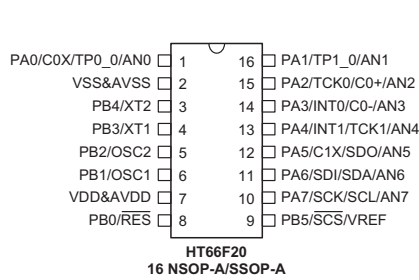 PA0/C0X/TP0_0/AN0 1 16 PA1/TP1_0/AN1
VSS&AVSS 2 15 PA2/TCK0/C0+/AN2
PB4/XT2 3 14 PA3/INT0/C0-/AN3
PB3/XT1 4 13 PA4/INT1/TCK1/AN4
PB2/OSC2 5 12 PA5/C1X/SDO/AN5
PB1/OSC1 6 11 PA6/SDI/SDA/AN6
VDD&AVDD 7 10 PA7/SCK/SCL/AN7
PB0/RES 8 9 PB5/SCS/VREF
HT66F20
16 NSOP-A/SSOP-A